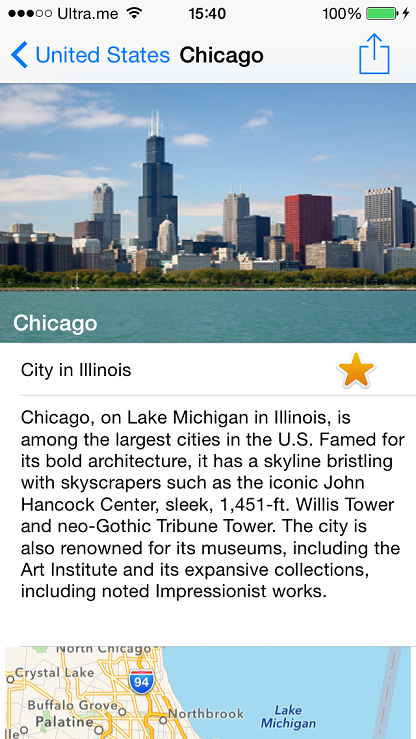 Ultra.me 15:40 100%
United States Chicago
Chicago
City in Illinois
Chicago, on Lake Michigan in Illinois, is
among the largest cities in the U.S. Famed for
its bold architecture, it has a skyline bristling
with skyscrapers such as the iconic John
Hancock Center, sleek, 1,451-ft. Willis Tower
and neo-Gothic Tribune Tower. The city is
also renowned for its museums, including the
Art Institute and its expansive collections,
including noted Impressionist works.
North Chicago
Crystal Lake
94
Buffalo Grove
Northbrook
Lake
Michigan
Palatine
lle